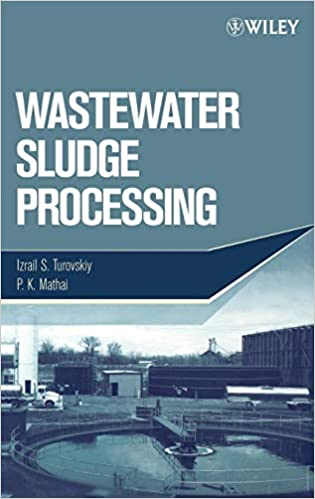 WILEY
WASTEWATER
SLUDGE
PROCESSING
Izrail S. Turovskiy
P. K. Mathai